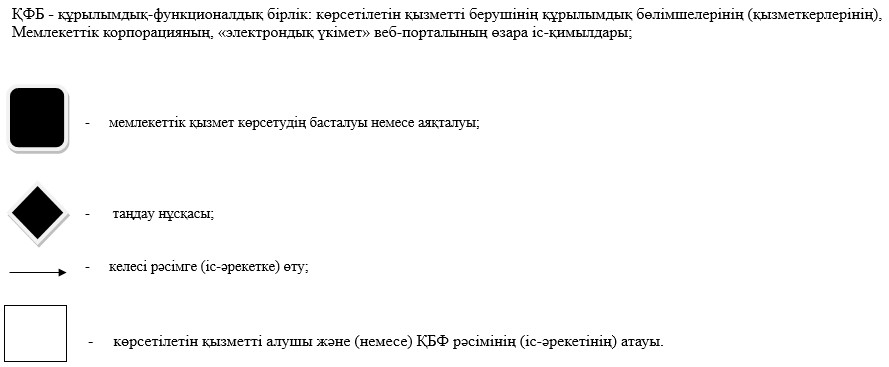 ҚФБ - құрылымдық-функционалдық бірлік: көрсетілетін қызметті берушінің құрылымдық бөлімшелерінің (қызметкерлерінің),
Мемлекеттік корпорацияның, «электрондық үкімет» веб-порталының өзара іс-қимылдары;
- мемлекеттік қызмет көрсетудің басталуы немесе аяқталуы;
- таңдау нұсқасы;
- келесі рәсімге (іс-әрекетке) өту;
- көрсетілетін қызметті алушы және (немесе) ҚБФ рәсімінің (іс-әрекетінің) атауы.